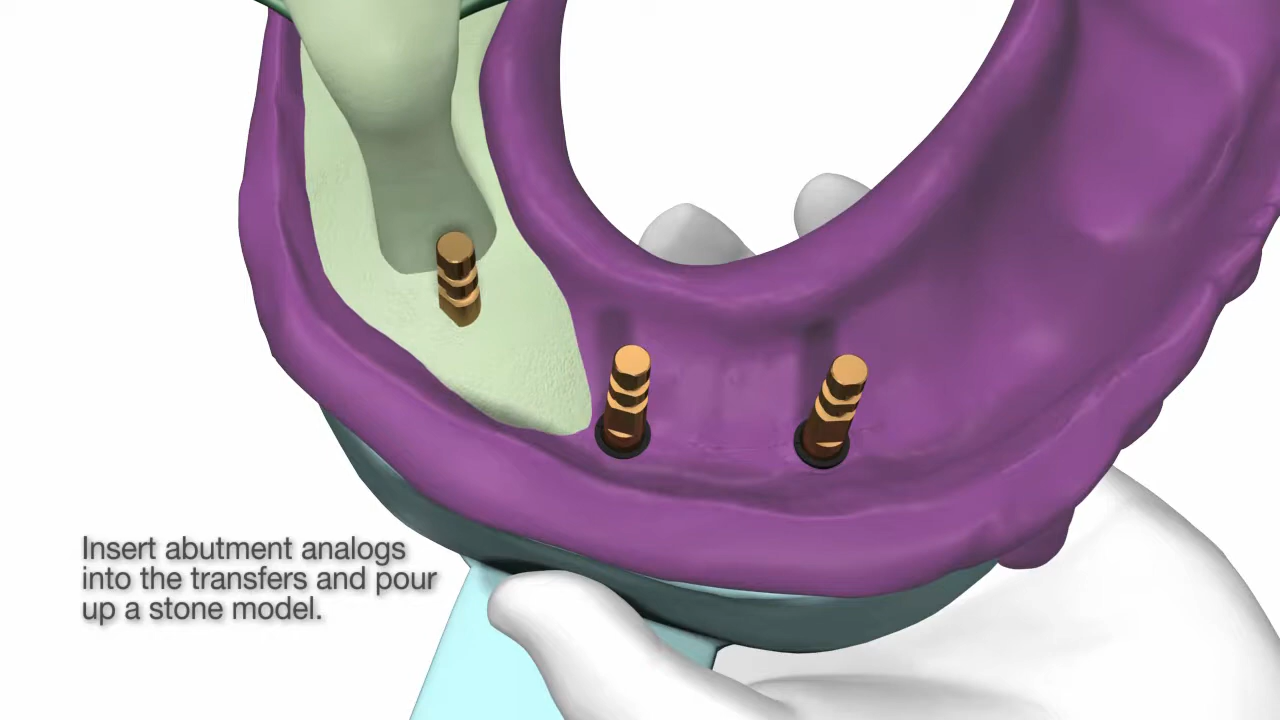 Insert abutment analogs
into the transfers and pour
up a stone model.